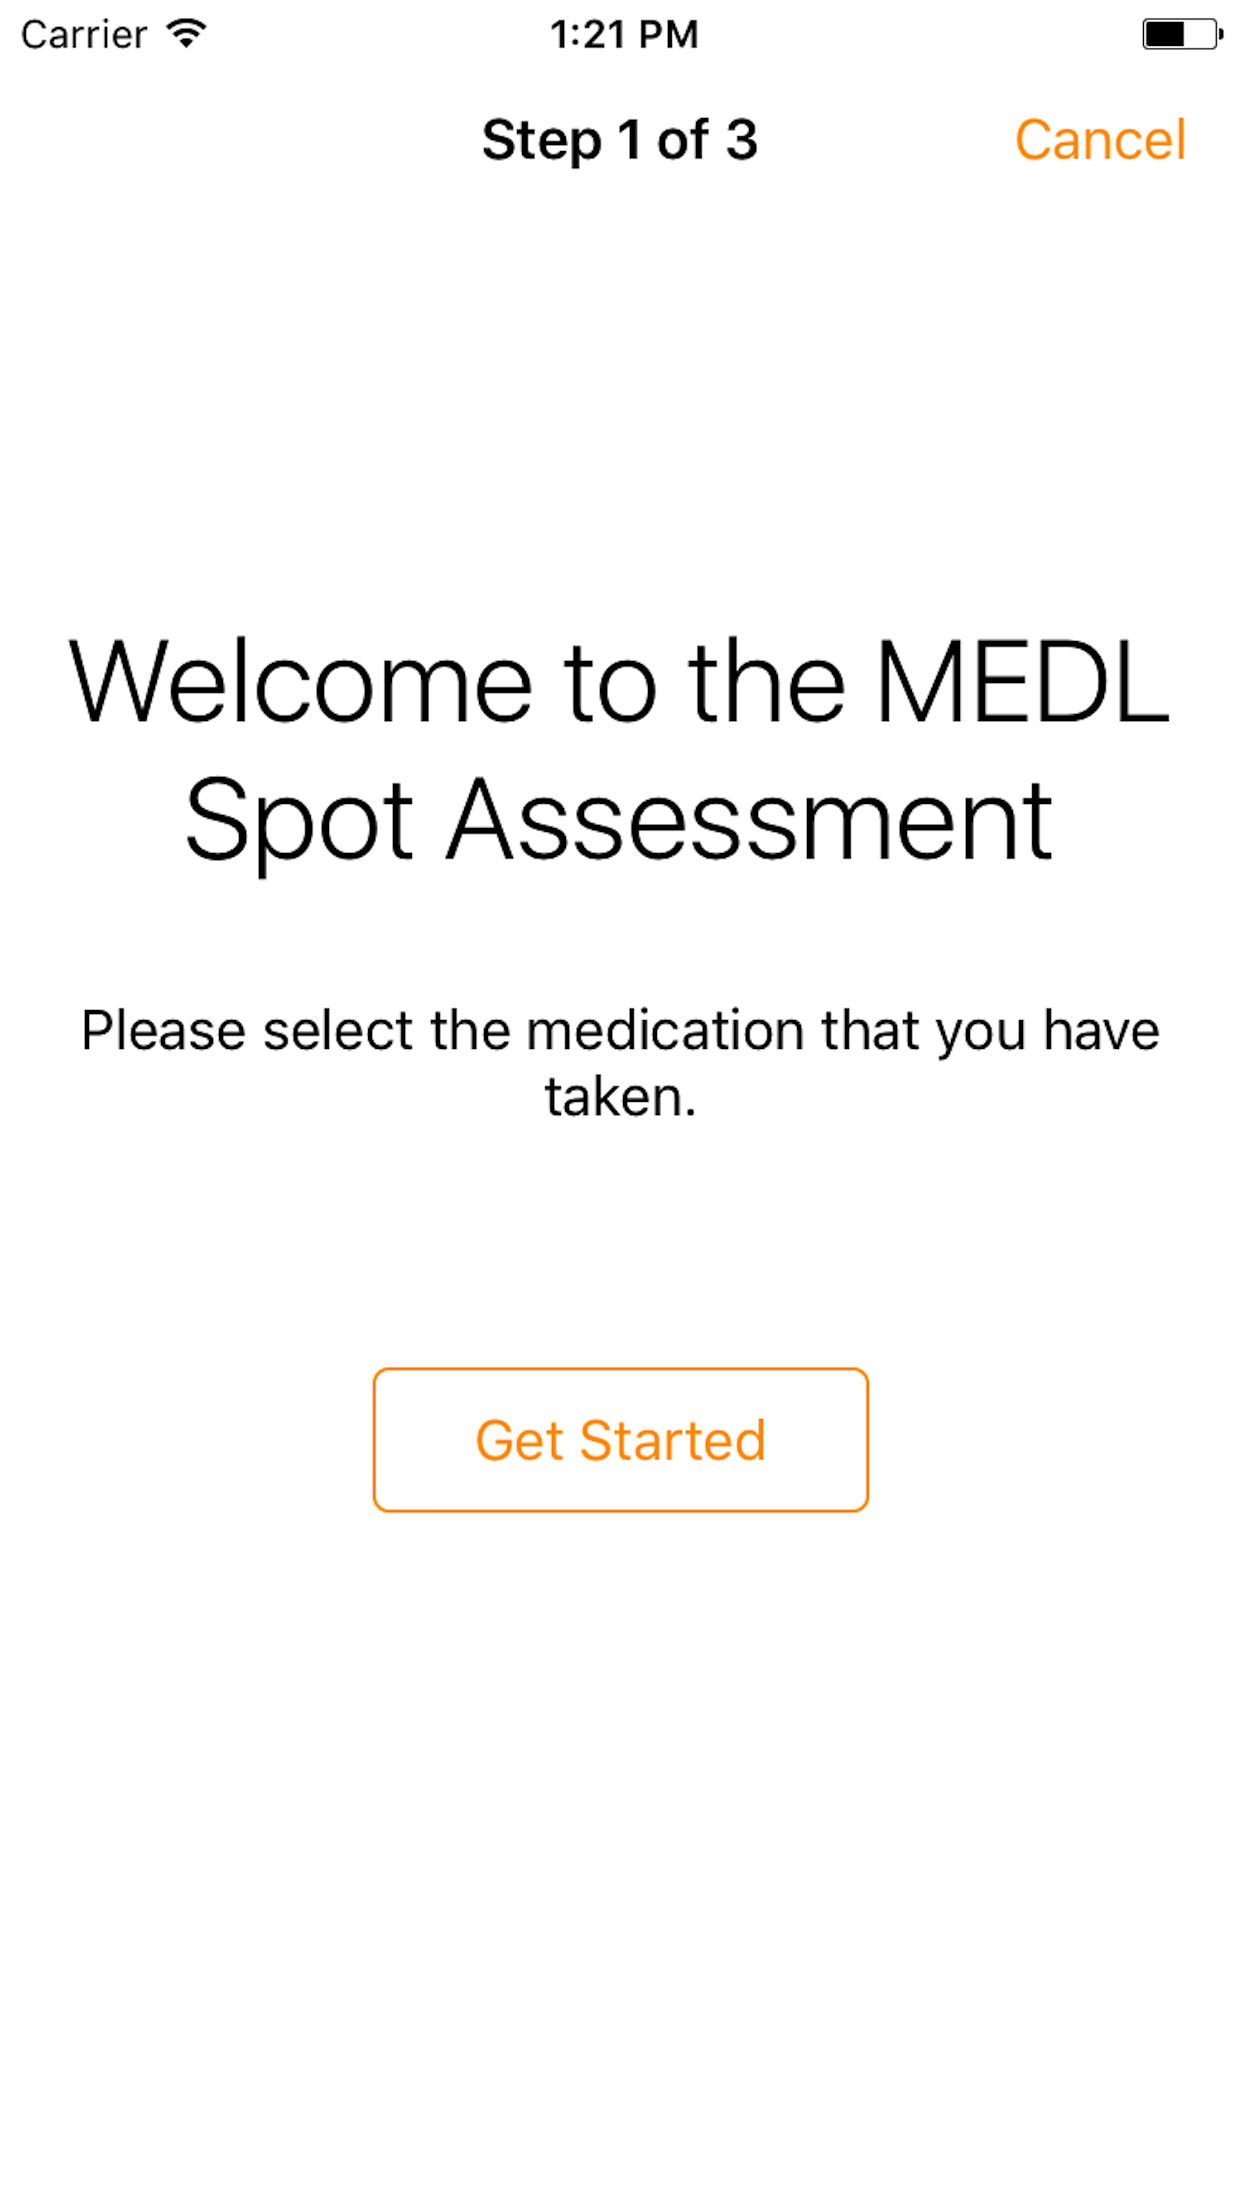 Carrier 1:21 PM
Step 1 of 3 Cancel
Welcome to the MEDL
Spot Assessment
Please select the medication that you have
taken.
Get Started